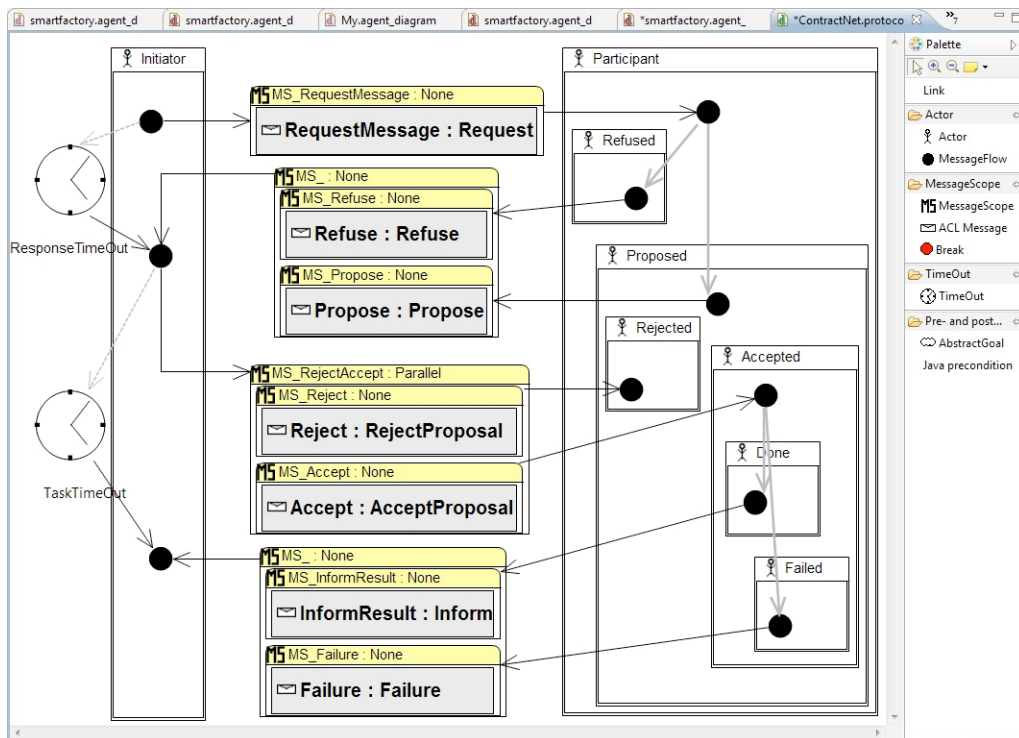 smartfactory.agent_d
smartfactory.agent_d
My.agent_diagram
smartfactory.agent_d
*smartfactory.agent_
*ContractNet.protoco
»7
Initiator
MS_RequestMessage : None
RequestMessage : Request
Participant
Refused
MS_ : None
MS_Refuse : None
Refuse : Refuse
ResponseTimeOut
MS_Propose : None
Propose : Propose
Proposed
Rejected
Accepted
MS_RejectAccept : Parallel
MS_Reject : None
Reject : RejectProposal
MS_Accept : None
Accept : AcceptProposal
TaskTimeOut
Done
MS_ : None
MS_InformResult : None
InformResult : Inform
Failed
MS_Failure : None
Failure : Failure
Palette
Link
Actor
Actor
MessageFlow
MessageScope
MS MessageScope
ACL Message
Break
TimeOut
TimeOut
Pre- and post...
AbstractGoal
Java precondition